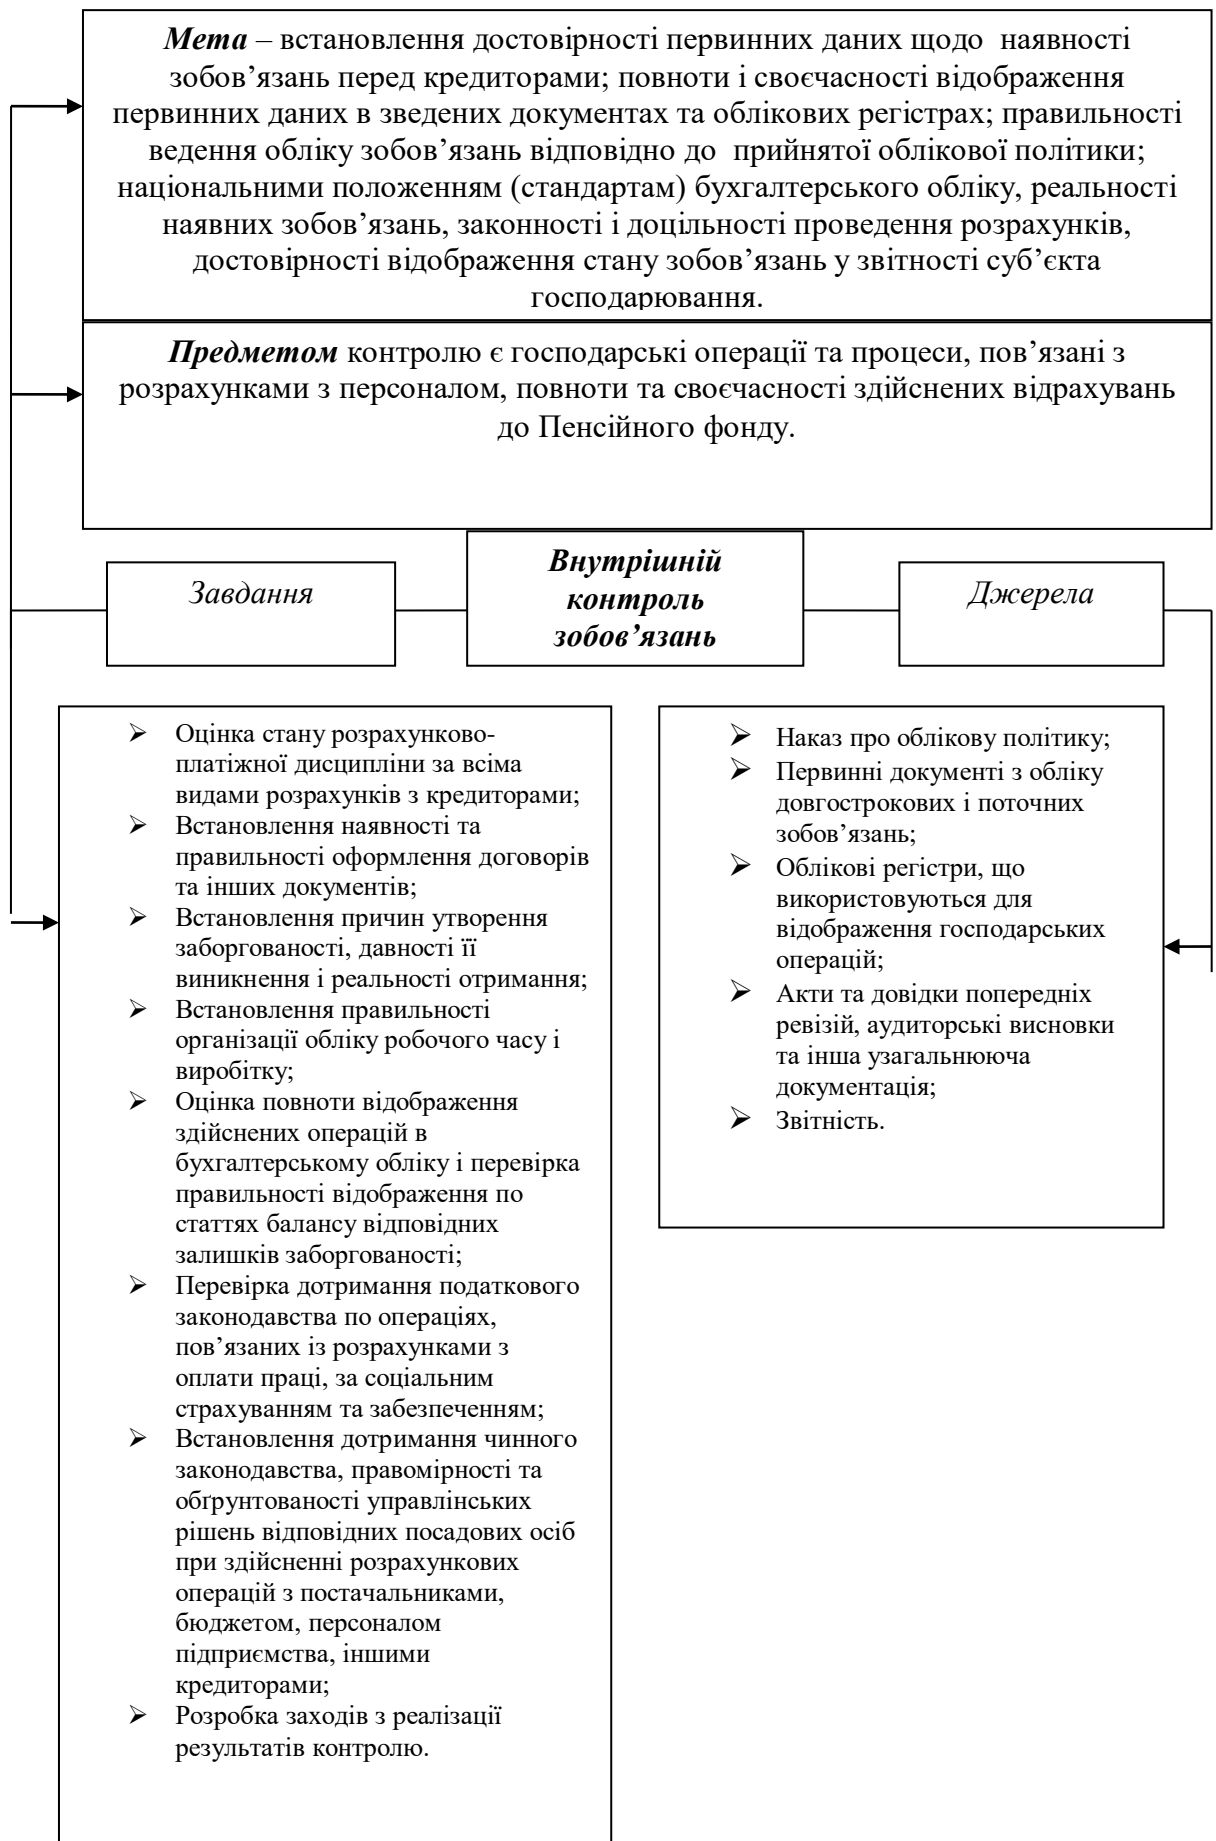 Мета – встановлення достовірності первинних даних щодо наявності
зобов’язань перед кредиторами; повноти і своєчасності відображення
первинних даних в зведених документах та облікових регістрах; правильності
ведення обліку зобов’язань відповідно до прийнятої облікової політики;
національними положенням (стандартам) бухгалтерського обліку, реальності
наявних зобов’язань, законності і доцільності проведення розрахунків,
достовірності відображення стану зобов’язань у звітності суб’єкта
господарювання.
Предметом контролю є господарські операції та процеси, пов’язані з
розрахунками з персоналом, повноти та своєчасності здійснених відрахувань
до Пенсійного фонду.
Завдання
Внутрішній
контроль
зобов’язань
Джерела
➢ Оцінка стану розрахунково-
платіжної дисципліни за всіма
видами розрахунків з кредиторами;
➢ Встановлення наявності та
правильності оформлення договорів
та інших документів;
➢ Встановлення причин утворення
заборгованості, давності її
виникнення і реальності отримання;
➢ Встановлення правильності
організації обліку робочого часу і
виробітку;
➢ Оцінка повноти відображення
здійснених операцій в
бухгалтерському обліку і перевірка
правильності відображення по
статтях балансу відповідних
залишків заборгованості;
➢ Перевірка дотримання податкового
законодавства по операціях,
пов’язаних із розрахунками з
оплати праці, за соціальним
страхуванням та забезпеченням;
➢ Встановлення дотримання чинного
законодавства, правомірності та
обґрунтованості управлінських
рішень відповідних посадових осіб
при здійсненні розрахункових
операцій з постачальниками,
бюджетом, персоналом
підприємства, іншими
кредиторами;
➢ Розробка заходів з реалізації
результатів контролю.
➢ Наказ про облікову політику;
➢ Первинні документі з обліку
довгострокових і поточних
зобов’язань;
➢ Облікові регістри, що
використовуються для
відображення господарських
операцій;
➢ Акти та довідки попередніх
ревізій, аудиторські висновки
та інша узагальнююча
документація;
➢ Звітність.